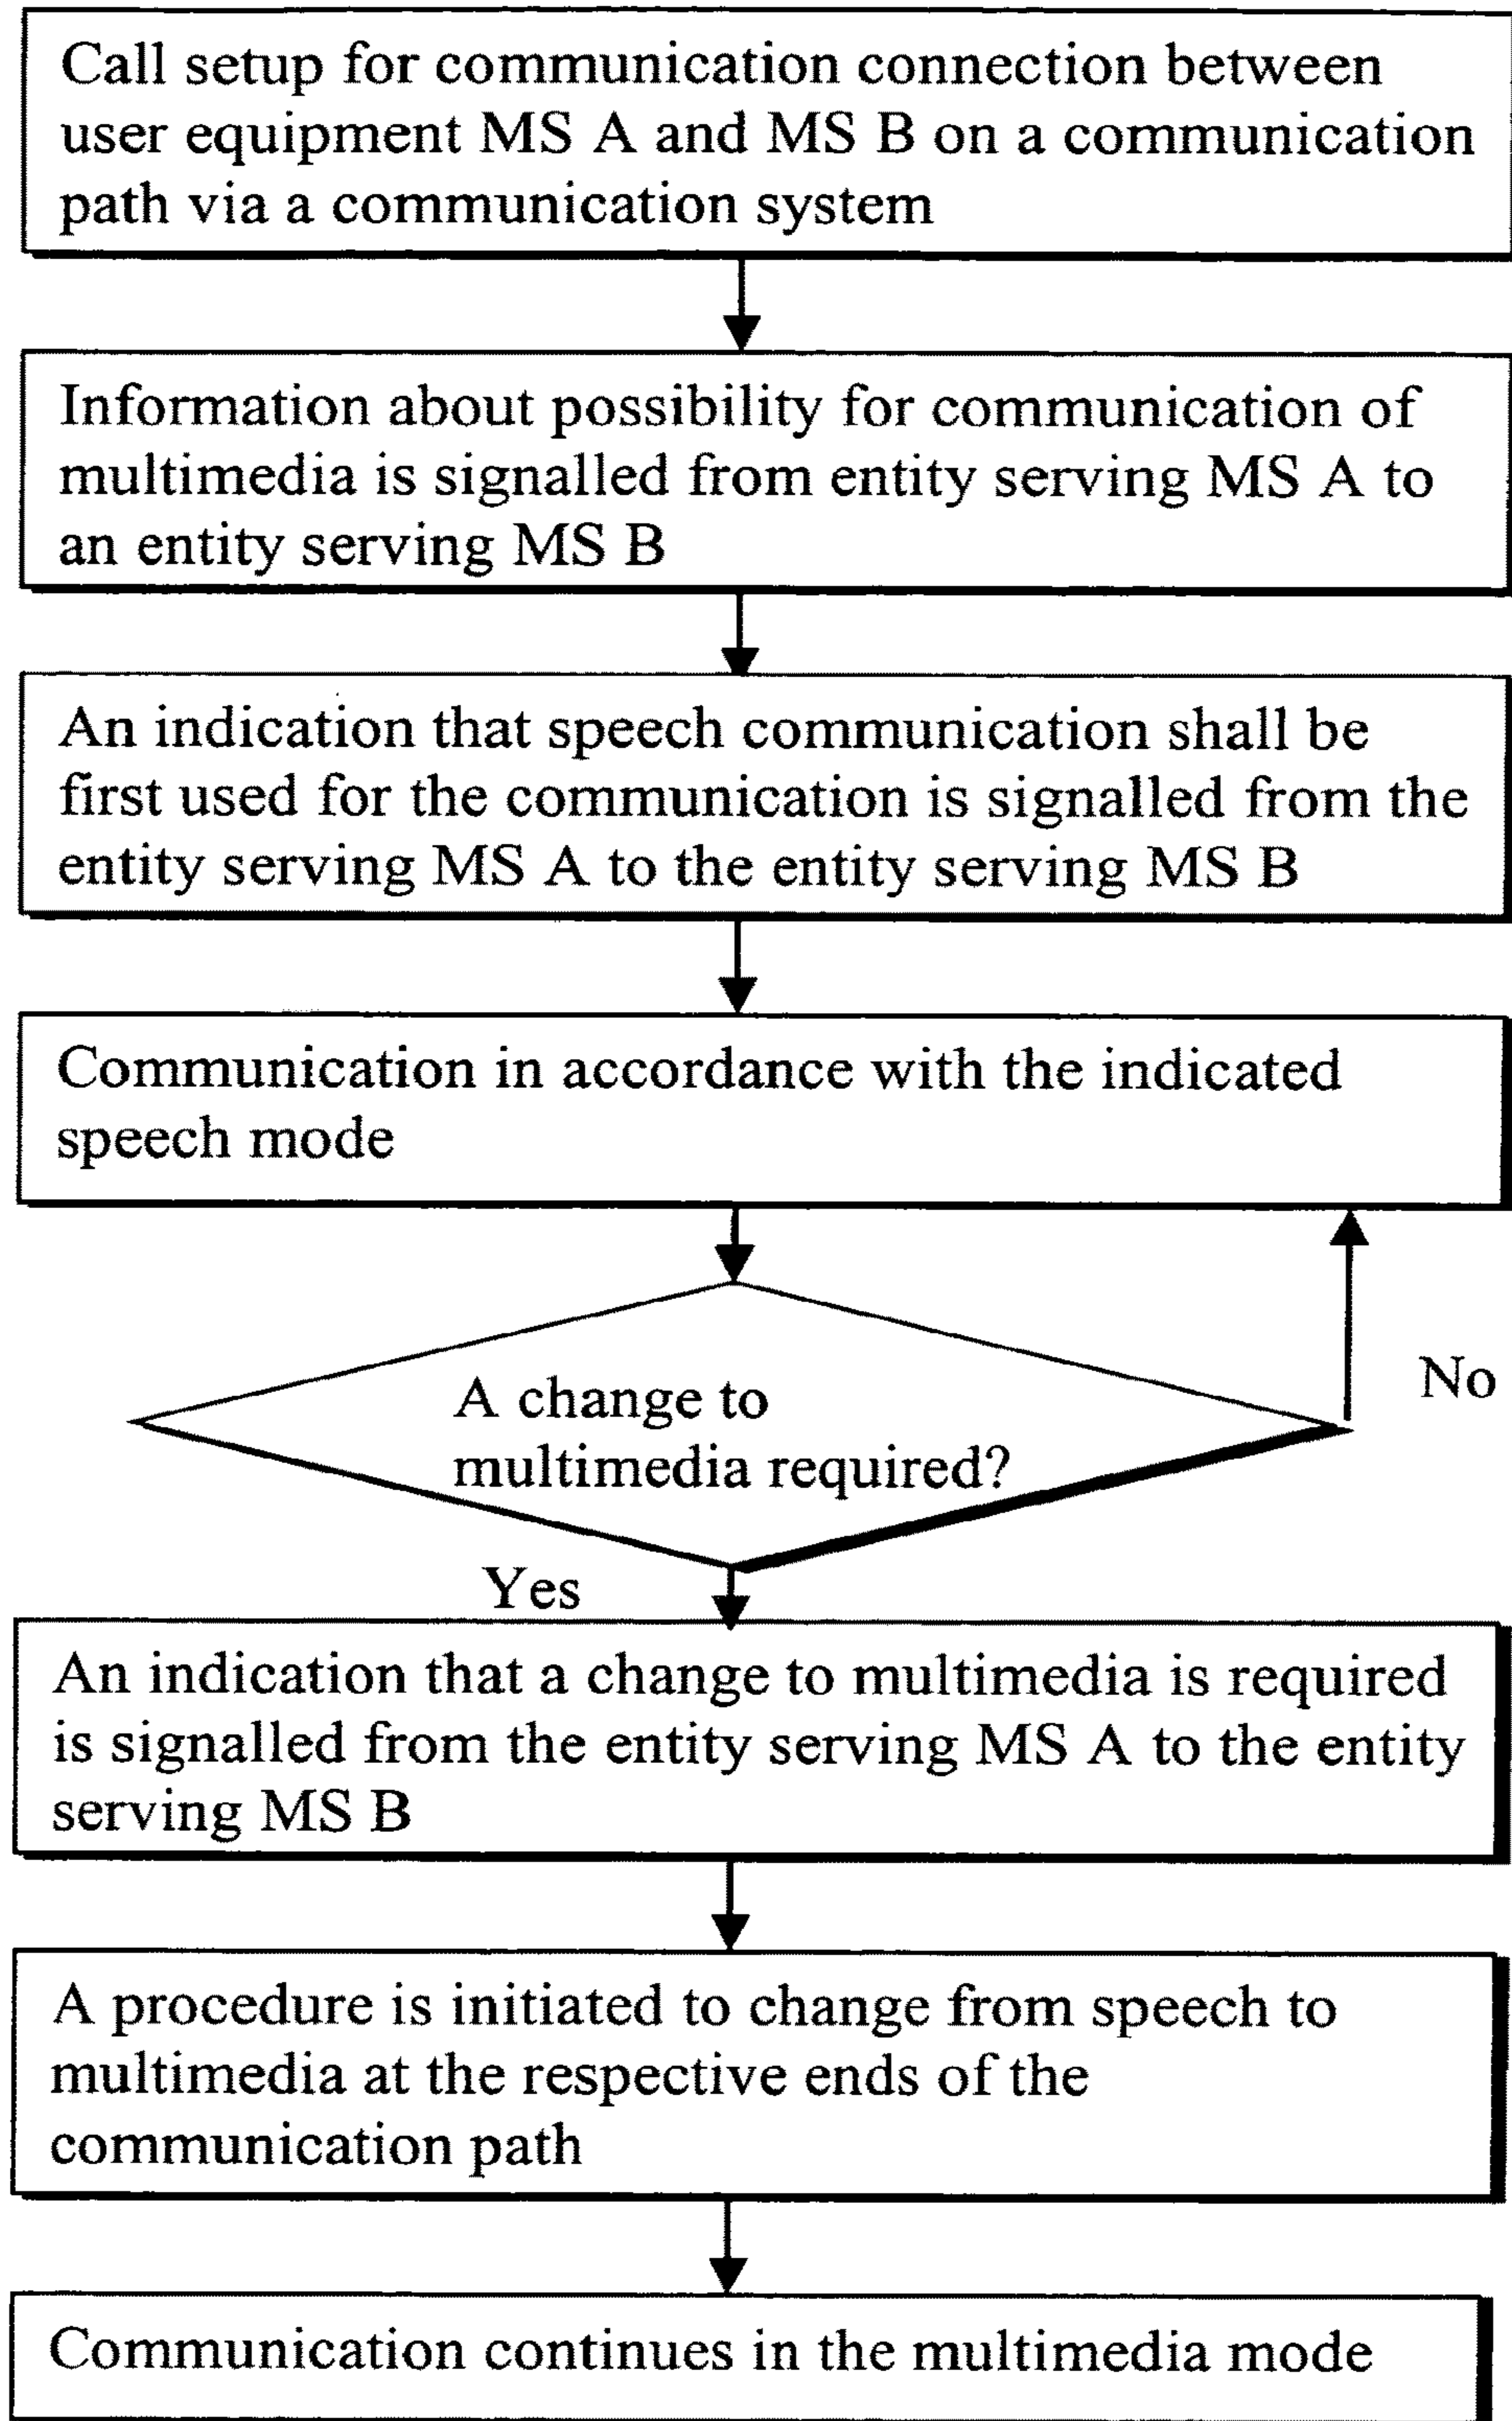 Call setup for communication connection between
user equipment MS A and MS B on a communication
path via a communication system
Information about possibility for communication of
multimedia is signalled from entity serving MS A to
an entity serving MS B
An indication that speech communication shall be
first used for the communication is signalled from the
entity serving MS A to the entity serving MS B
Communication in accordance with the indicated
speech mode
A change to
multimedia required?
No
Yes
An indication that a change to multimedia is required
is signalled from the entity serving MS A to the entity
serving MS B
A procedure is initiated to change from speech to
multimedia at the respective ends of the
communication path
Communication continues in the multimedia mode